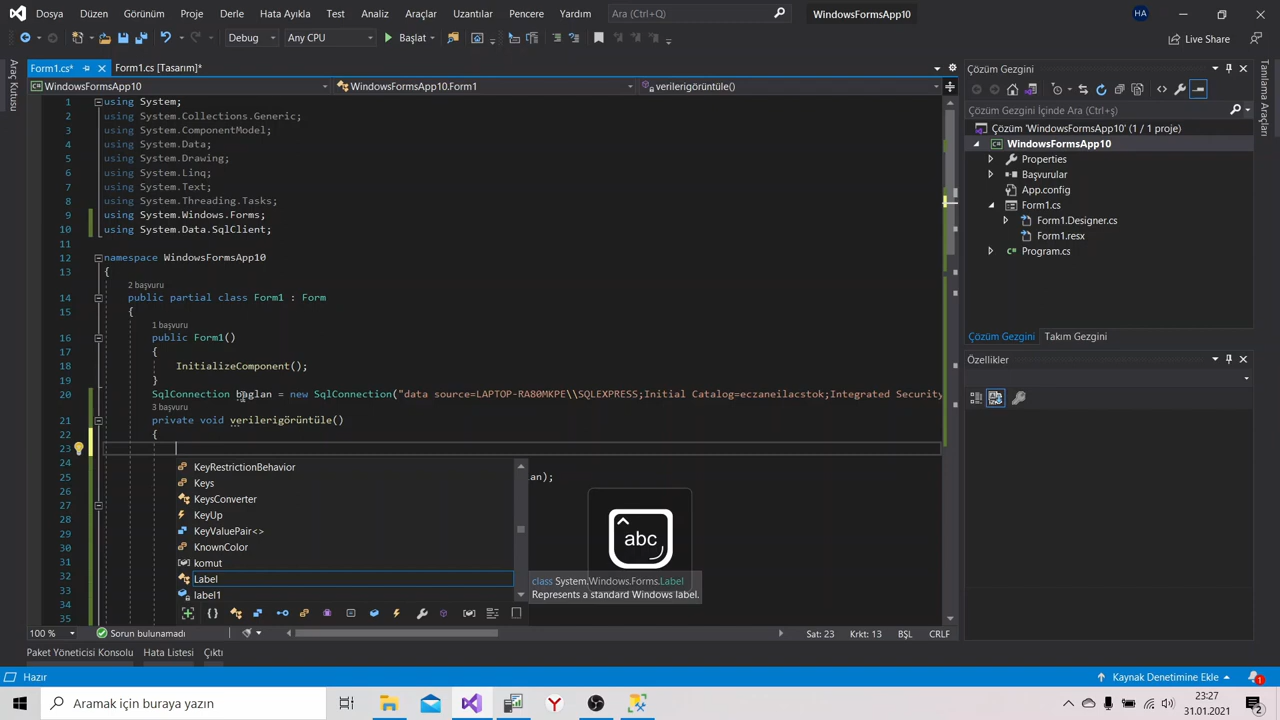 Dosya Düzen Görünüm Proje Derle Hata Ayıkla Test Analiz Araçlar Uzantılar Pencere Yardım Ara (Ctrl+Q) WindowsFormsApp10 HA
Debug Any CPU Başlat Live Share
Form1.cs* Form1.cs [Tasarım]*
WindowsFormsApp10 WindowsFormsApp10.Form1 verilerigörüntüle()
Araç Kutusu
1 using System;
2 using System.Collections.Generic;
3 using System.ComponentModel;
4 using System.Data;
5 using System.Drawing;
6 using System.Linq;
7 using System.Text;
8 using System.Threading.Tasks;
9 using System.Windows.Forms;
10 using System.Data.SqlClient;
11
12 namespace WindowsFormsApp10
13 {
2 başvuru
14 public partial class Form1 : Form
15 {
1 başvuru
16 public Form1()
17 {
18 InitializeComponent();
19 }
20 SqlConnection baglan = new SqlConnection("data source=LAPTOP-RA80MKPE\\SQLEXPRESS;Initial Catalog=eczaneilacstok;Integrated Security
3 başvuru
21 private void verilerigörüntüle()
22 {
23
24
25 lan);
26
27
28
29
30
31
32
33
34
35
KeyRestrictionBehavior
Keys
KeysConverter
KeyUp
KeyValuePair<>
KnownColor
komut
Label
label1
class System.Windows.Forms.Label
Represents a standard Windows label.
abc
100 % Sorun bulunamadı Sat: 23 Krkt: 13 BŞL CRLF
Paket Yöneticisi Konsolu Hata Listesi Çıktı
Çözüm Gezgini
Çözüm Gezgini İçinde Ara (Ctrl+ş)
Çözüm 'WindowsFormsApp10' (1 / 1 proje)
WindowsFormsApp10
Properties
Başvurular
App.config
Form1.cs
Form1.Designer.cs
Form1.resx
Program.cs
Çözüm Gezgini Takım Gezgini
Özellikler
Tanılama Araçları
Hazır Kaynak Denetimine Ekle 1
Aramak için buraya yazın
23:27
31.01.2021
2